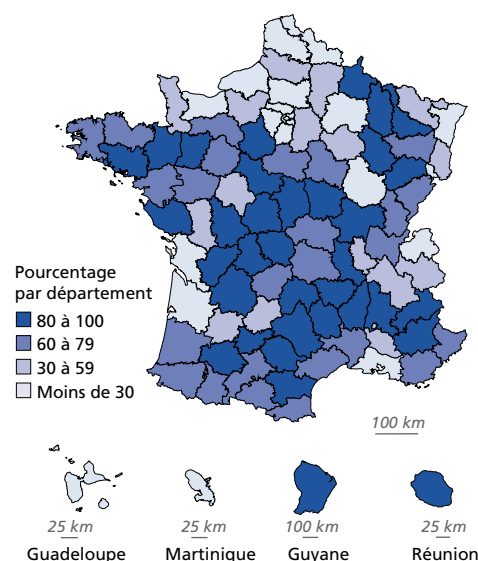 Pourcentage
par département
80 à 100
60 à 79
30 à 59
Moins de 30
100 km
25 km
25 km
100 km
25 km
Guadeloupe
Martinique
Guyane
Réunion